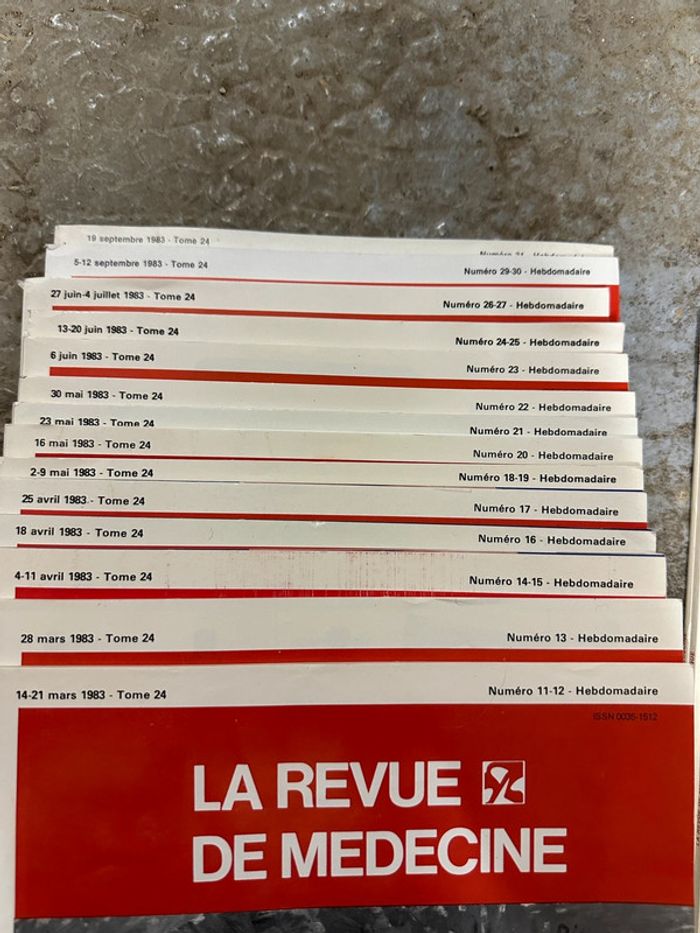 19 septembre 1983 - Tome 24
5-12 septembre 1983 - Tome 24
Numéro 29-30 - Hebdomadaire
27 juin-4 juillet 1983 - Tome 24
Numéro 26-27 - Hebdomadaire
13-20 juin 1983 - Tome 24
Numéro 24-25 - Hebdomadaire
6 juin 1983 - Tome 24
Numéro 23 - Hebdomadaire
30 mai 1983 - Tome 24
Numéro 22 - Hebdomadaire
23 mai 1983 - Tome 24
Numéro 21 - Hebdomadaire
16 mai 1983 - Tome 24
Numéro 20 - Hebdomadaire
2-9 mai 1983 - Tome 24
Numéro 18-19 - Hebdomadaire
25 avril 1983 - Tome 24
Numéro 17 - Hebdomadaire
18 avril 1983 - Tome 24
Numéro 16 - Hebdomadaire
4-11 avril 1983 - Tome 24
Numéro 14-15 - Hebdomadaire
28 mars 1983 - Tome 24
Numéro 13 - Hebdomadaire
14-21 mars 1983 - Tome 24
Numéro 11-12 - Hebdomadaire
ISSN 0035-1512
LA REVUE
DE MEDECINE